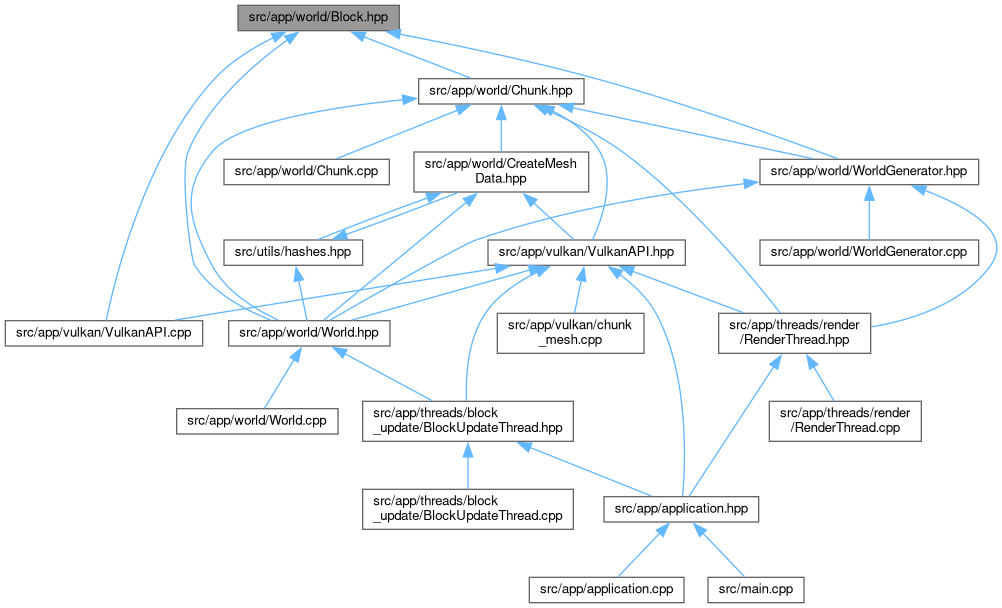 src/app/world/Block.hpp
src/app/world/Chunk.hpp
src/app/world/Chunk.cpp
src/app/world/CreateMesh
Data.hpp
src/app/world/WorldGenerator.hpp
src/utils/hashes.hpp
src/app/vulkan/VulkanAPI.hpp
src/app/world/WorldGenerator.cpp
src/app/vulkan/VulkanAPI.cpp
src/app/world/World.hpp
src/app/vulkan/chunk
_mesh.cpp
src/app/threads/render
/RenderThread.hpp
src/app/world/World.cpp
src/app/threads/block
_update/BlockUpdateThread.hpp
src/app/threads/render
/RenderThread.cpp
src/app/threads/block
_update/BlockUpdateThread.cpp
src/app/application.hpp
src/app/application.cpp
src/main.cpp